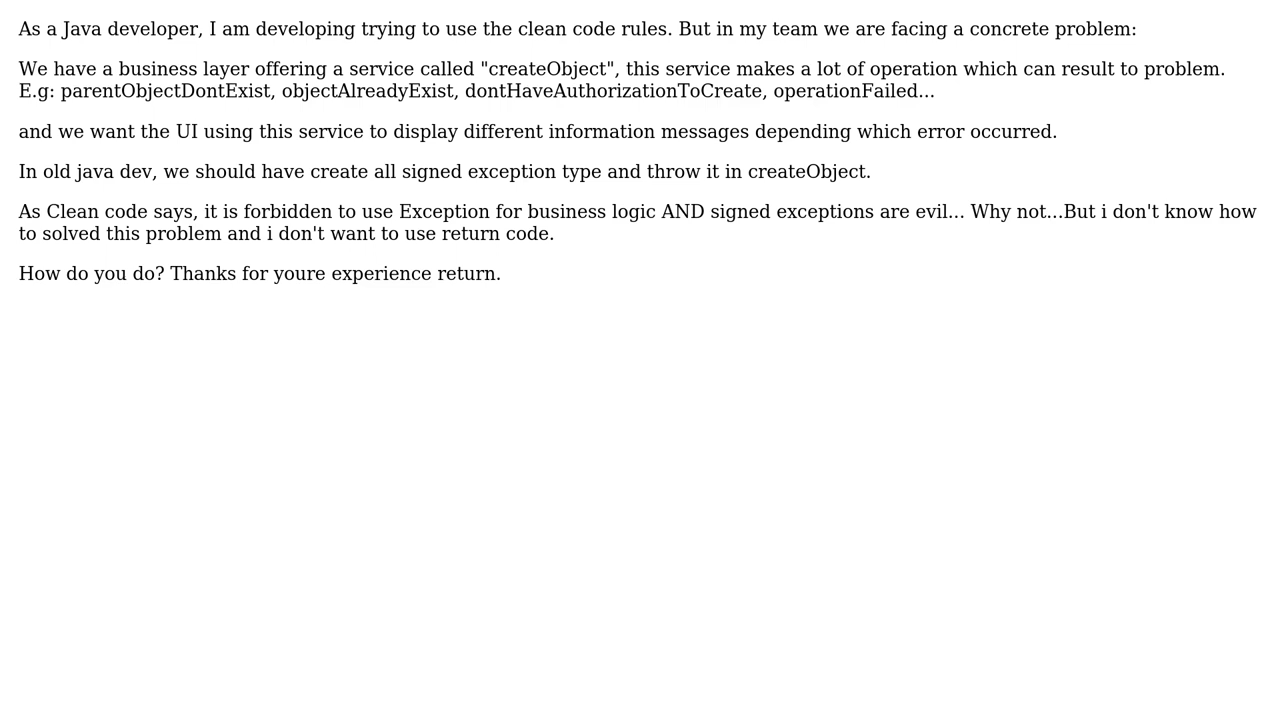 As a Java developer, I am developing trying to use the clean code rules. But in my team we are facing a concrete problem:
We have a business layer offering a service called "createObject", this service makes a lot of operation which can result to problem.
E.g: parentObjectDontExist, objectAlreadyExist, dontHaveAuthorizationToCreate, operationFailed...
and we want the UI using this service to display different information messages depending which error occurred.
In old java dev, we should have create all signed exception type and throw it in createObject.
As Clean code says, it is forbidden to use Exception for business logic AND signed exceptions are evil... Why not...But i don't know how
to solved this problem and i don't want to use return code.
How do you do? Thanks for youre experience return.